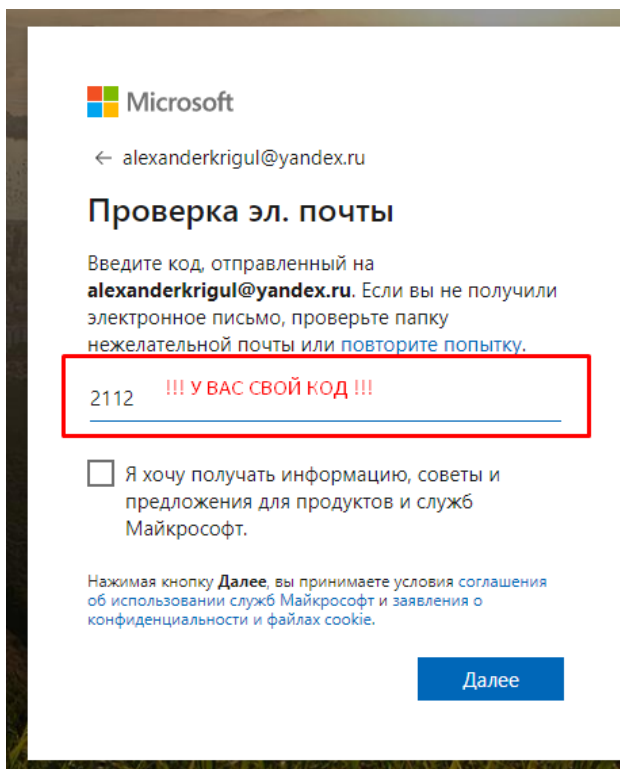 Microsoft
← alexanderkrigul@yandex.ru
Проверка эл. почты
Введите код, отправленный на
alexanderkrigul@yandex.ru. Если вы не получили
электронное письмо, проверьте папку
нежелательной почты или повторите попытку.
2112 !!! У ВАС СВОЙ КОД !!!
Я хочу получать информацию, советы и
предложения для продуктов и служб
Майкрософт.
Нажимая кнопку Далее, вы принимаете условия соглашения
об использовании служб Майкрософт и заявления о
конфиденциальности и файлах cookie.
Далее